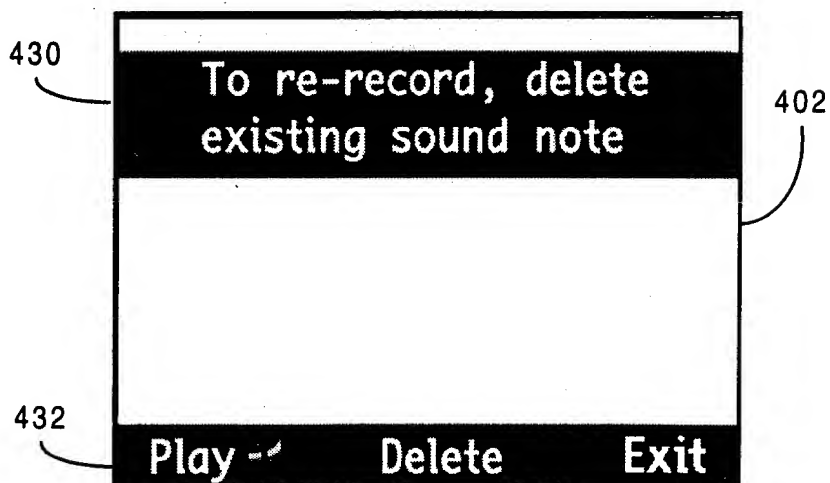 430
To re-record, delete
existing sound note
402
432
Play Delete Exit